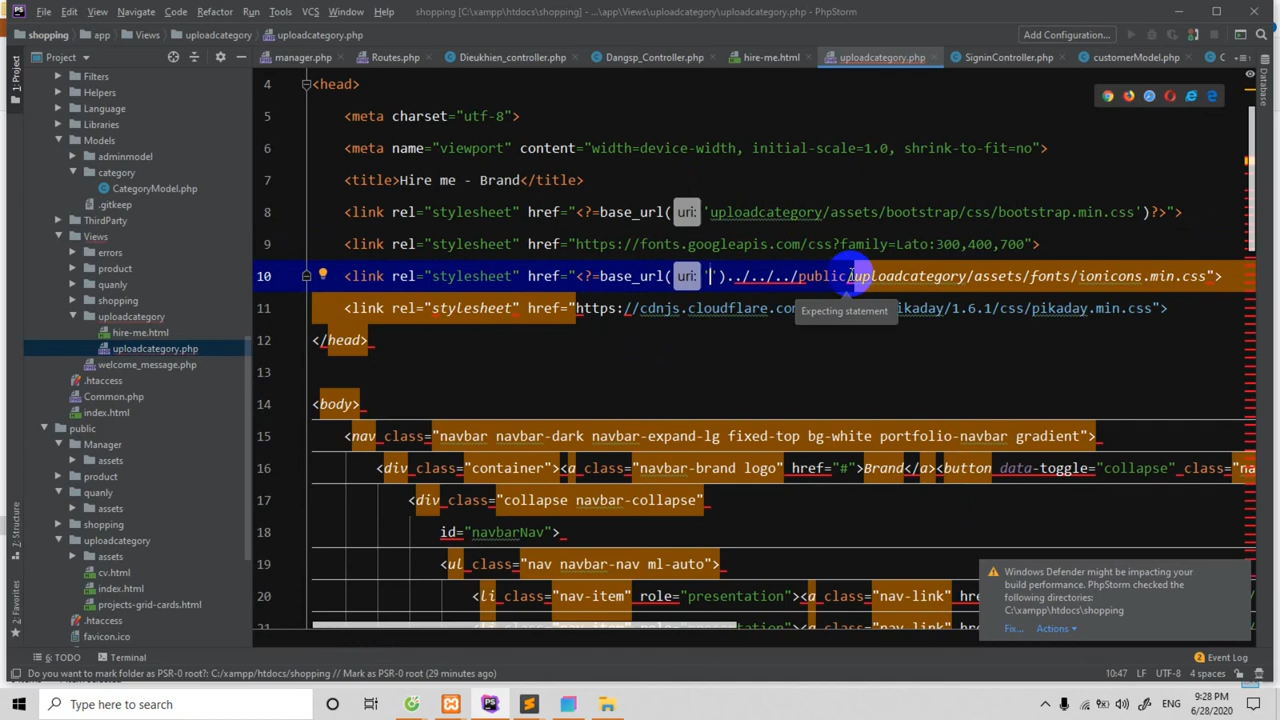 File Edit View Navigate Code Refactor Run Tools VCS Window Help shopping [C:\xampp\htdocs\shopping] - ...\app\Views\uploadcategory\uploadcategory.php - PhpStorm
shopping app Views uploadcategory uploadcategory.php Add Configuration...
Project manager.php Routes.php Dieukhien_controller.php Dangsp_Controller.php hire-me.html uploadcategory.php SigninController.php customerModel.php C
1: Project
Database
Filters
Helpers
Language
Libraries
Models
adminmodel
category
CategoryModel.php
.gitkeep
ThirdParty
Views
errors
product
quanly
shopping
uploadcategory
hire-me.html
uploadcategory.php
welcome_message.php
.htaccess
Common.php
index.html
public
Manager
assets
product
quanly
assets
shopping
uploadcategory
assets
cv.html
index.html
projects-grid-cards.html
.htaccess
favicon.ico
7: Structure
2: Favorites
4 <head>
5 <meta charset="utf-8">
6 <meta name="viewport" content="width=device-width, initial-scale=1.0, shrink-to-fit=no">
7 <title>Hire me - Brand</title>
8 <link rel="stylesheet" href="<?=base_url( uri: 'uploadcategory/assets/bootstrap/css/bootstrap.min.css')?>">
9 <link rel="stylesheet" href="https://fonts.googleapis.com/css?family=Lato:300,400,700">
10 <link rel="stylesheet" href="<?=base_url( uri: '')../../../public/uploadcategory/assets/fonts/ionicons.min.css">
11 <link rel="stylesheet" href="https://cdnjs.cloudflare.com ikaday/1.6.1/css/pikaday.min.css">
Expecting statement
12 </head>
13
14 <body>
15 <nav class="navbar navbar-dark navbar-expand-lg fixed-top bg-white portfolio-navbar gradient">
16 <div class="container"><a class="navbar-brand logo" href="#">Brand</a><button data-toggle="collapse" class="na
17 <div class="collapse navbar-collapse"
18 id="navbarNav">
19 <ul class="nav navbar-nav ml-auto">
20 <li class="nav-item" role="presentation"><a class="nav-link" hre
Windows Defender might be impacting your
build performance. PhpStorm checked the
following directories:
C:\xampp\htdocs\shopping
Fix... Actions
6: TODO Terminal Event Log
Do you want to mark folder as PSR-0 root?: C:/xampp/htdocs/shopping // Mark as PSR-0 root (29 minutes ago) 10:47 LF UTF-8 4 spaces
Type here to search ENG 9:28 PM
6/28/2020